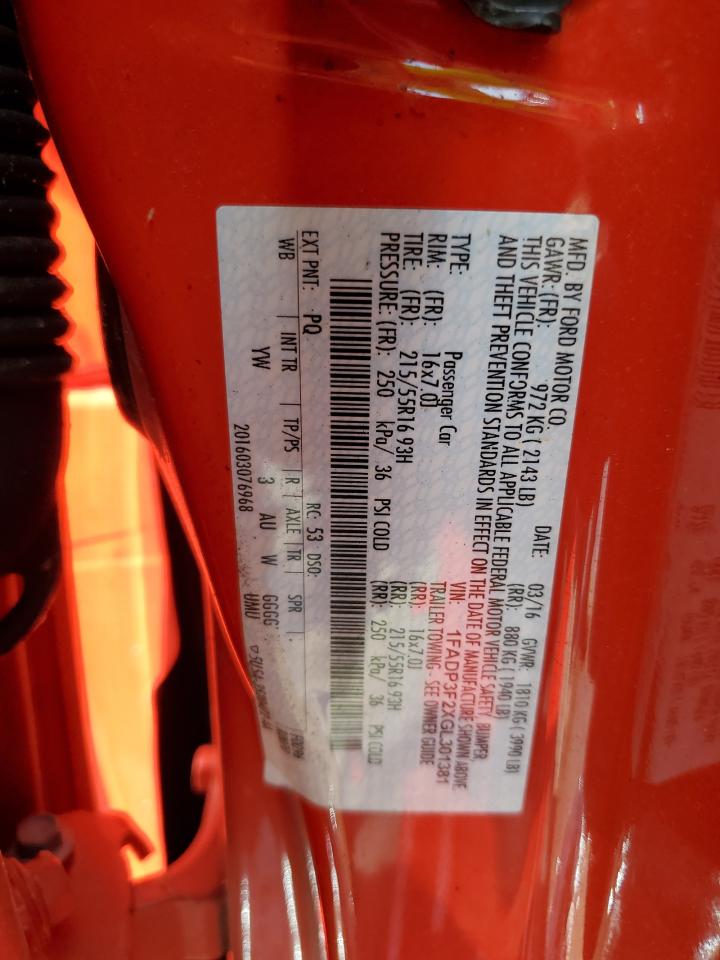 MFD. BY FORD MOTOR CO.
DATE: 03/16 GVWR: 1810 KG ( 3990 LB)
GAWR: (FR): 972 KG ( 2143 LB) (RR): 880 KG ( 1940 LB)
THIS VEHICLE CONFORMS TO ALL APPLICABLE FEDERAL MOTOR VEHICLE SAFETY, BUMPER,
AND THEFT PREVENTION STANDARDS IN EFFECT ON THE DATE OF MANUFACTURE SHOWN ABOVE.
VIN: 1FADP3F2XGL301381
TYPE: Passenger Car TRAILER TOWING - SEE OWNER GUIDE
RIM: (FR): 16x7.0J (RR): 16x7.0J
TIRE: (FR): 215/55R16 93H (RR): 215/55R16 93H
PRESSURE: (FR): 250 kPa/ 36 PSI COLD (RR): 250 kPa/ 36 PSI COLD
EXT PNT: PQ RC: 53 DSO:
WB INT TR TP/PS R AXLE TR SPR
YW 3 AU W GGGG
201603076968 UMU